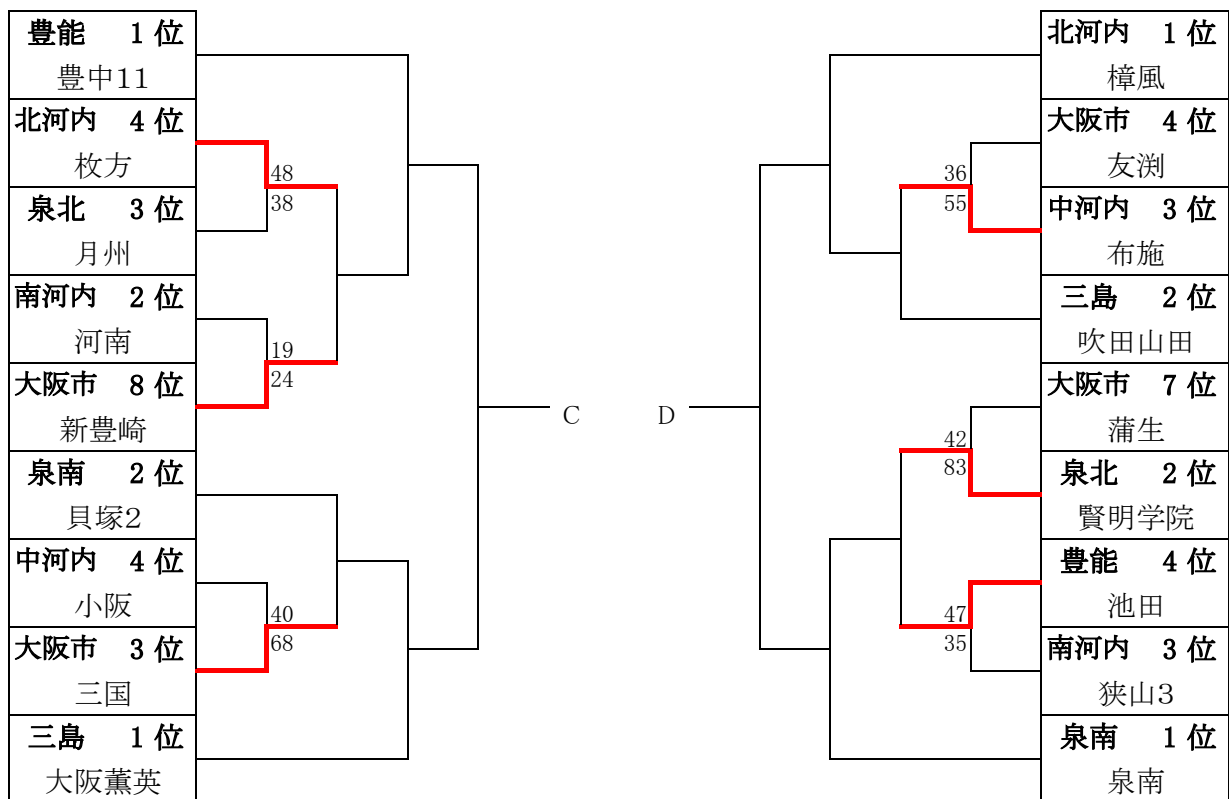 豊能 1位
豊中11
北河内 4位
枚方
泉北 3位
月州
南河内 2位
河南
大阪市 8位
新豊崎
泉南 2位
貝塚2
中河内 4位
小阪
大阪市 3位
三国
三島 1位
大阪薫英
48
38
19
24
40
68
C
D
36
55
42
83
47
35
北河内 1位
樟風
大阪市 4位
友渕
中河内 3位
布施
三島 2位
吹田山田
大阪市 7位
蒲生
泉北 2位
賢明学院
豊能 4位
池田
南河内 3位
狭山3
泉南 1位
泉南